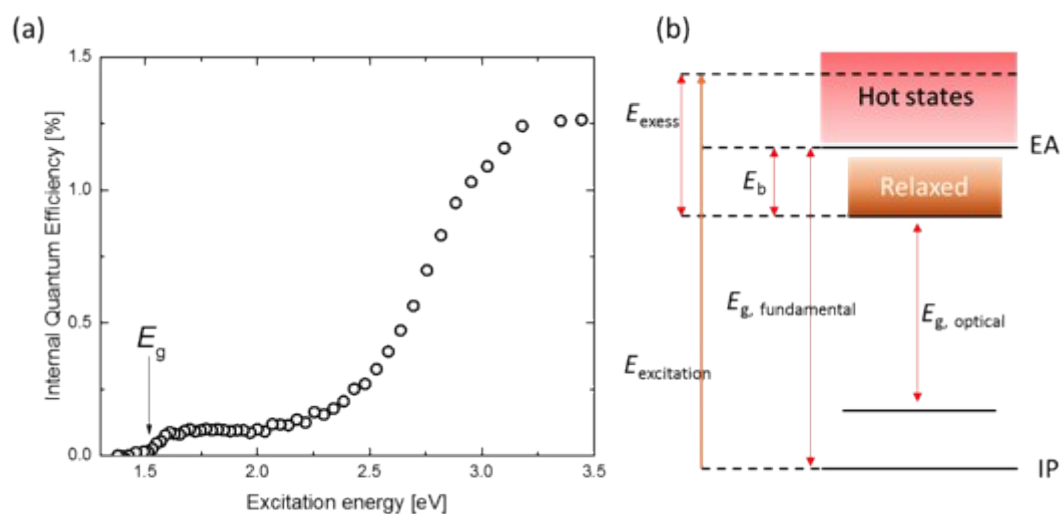 (a)
1.5
1.0
0.5
0.0
Internal Quantum Efficiency [%]
Eg
1.5
2.0
2.5
3.0
3.5
Excitation energy [eV]
(b)
Hot states
Eexess
EA
Eb
Relaxed
Eg, fundamental
Eg, optical
Eexcitation
IP